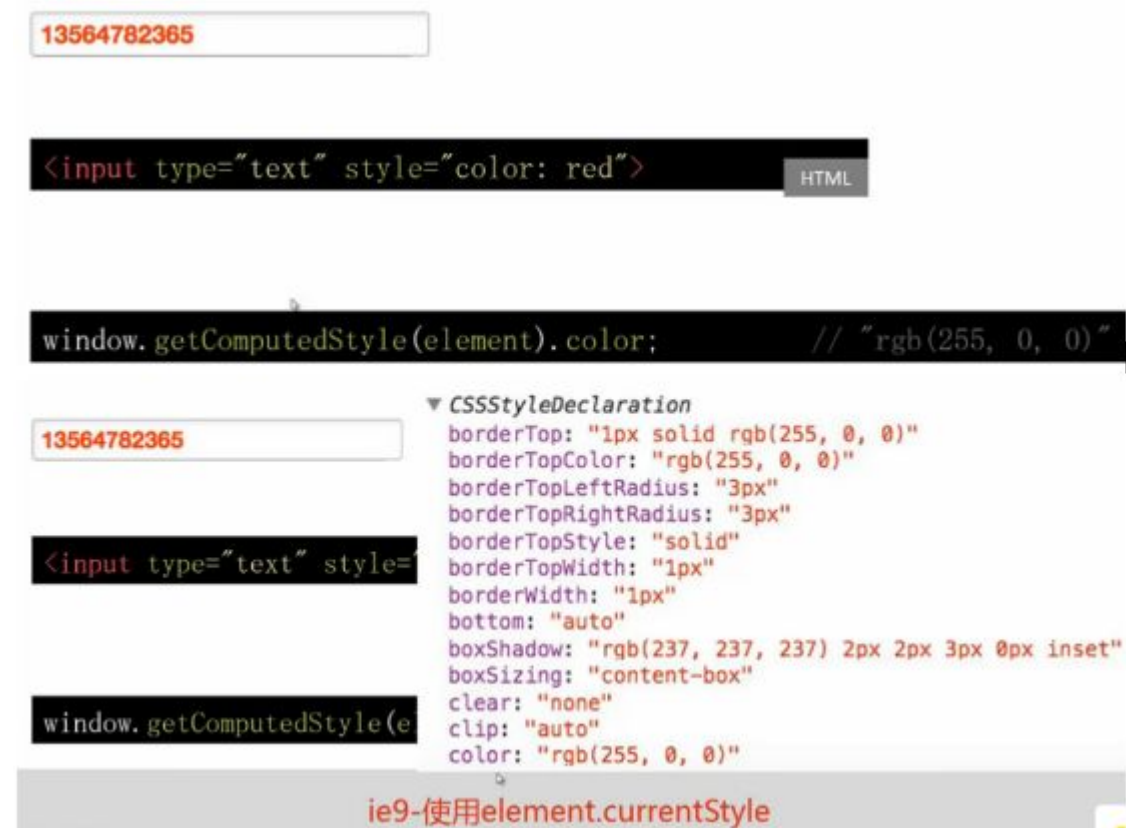 13564782365
<input type="text" style="color: red">
HTML
window.getComputedStyle(element).color; // "rgb(255, 0, 0)"
▼ CSSStyleDeclaration
borderTop: "1px solid rgb(255, 0, 0)"
borderTopColor: "rgb(255, 0, 0)"
borderTopLeftRadius: "3px"
borderTopRightRadius: "3px"
borderTopStyle: "solid"
borderTopWidth: "1px"
borderWidth: "1px"
bottom: "auto"
boxShadow: "rgb(237, 237, 237) 2px 2px 3px 0px inset"
boxSizing: "content-box"
clear: "none"
clip: "auto"
color: "rgb(255, 0, 0)"
13564782365
<input type="text" style="
window.getComputedStyle(e
ie9-使用element.currentStyle